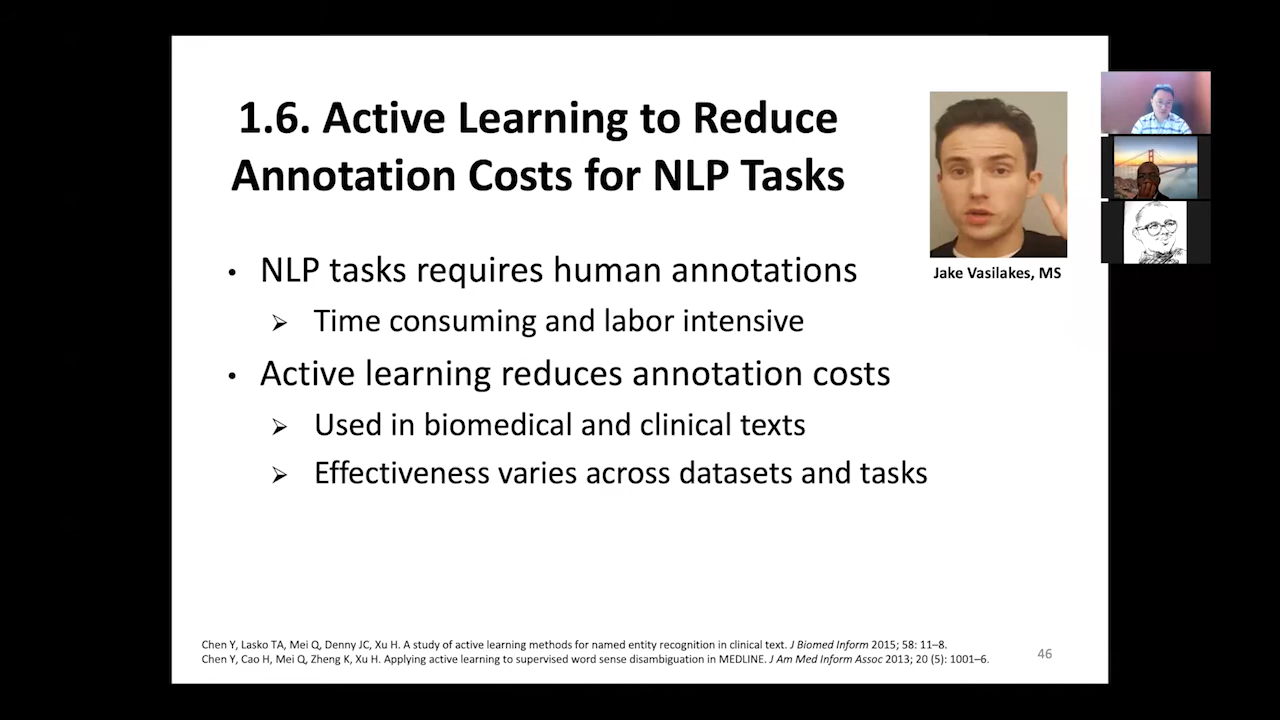 1.6. Active Learning to Reduce
Annotation Costs for NLP Tasks
Jake Vasilakes, MS
• NLP tasks requires human annotations
➢ Time consuming and labor intensive
• Active learning reduces annotation costs
➢ Used in biomedical and clinical texts
➢ Effectiveness varies across datasets and tasks
Chen Y, Lasko TA, Mei Q, Denny JC, Xu H. A study of active learning methods for named entity recognition in clinical text. J Biomed Inform 2015; 58: 11–8.
Chen Y, Cao H, Mei Q, Zheng K, Xu H. Applying active learning to supervised word sense disambiguation in MEDLINE. J Am Med Inform Assoc 2013; 20 (5): 1001–6.
46